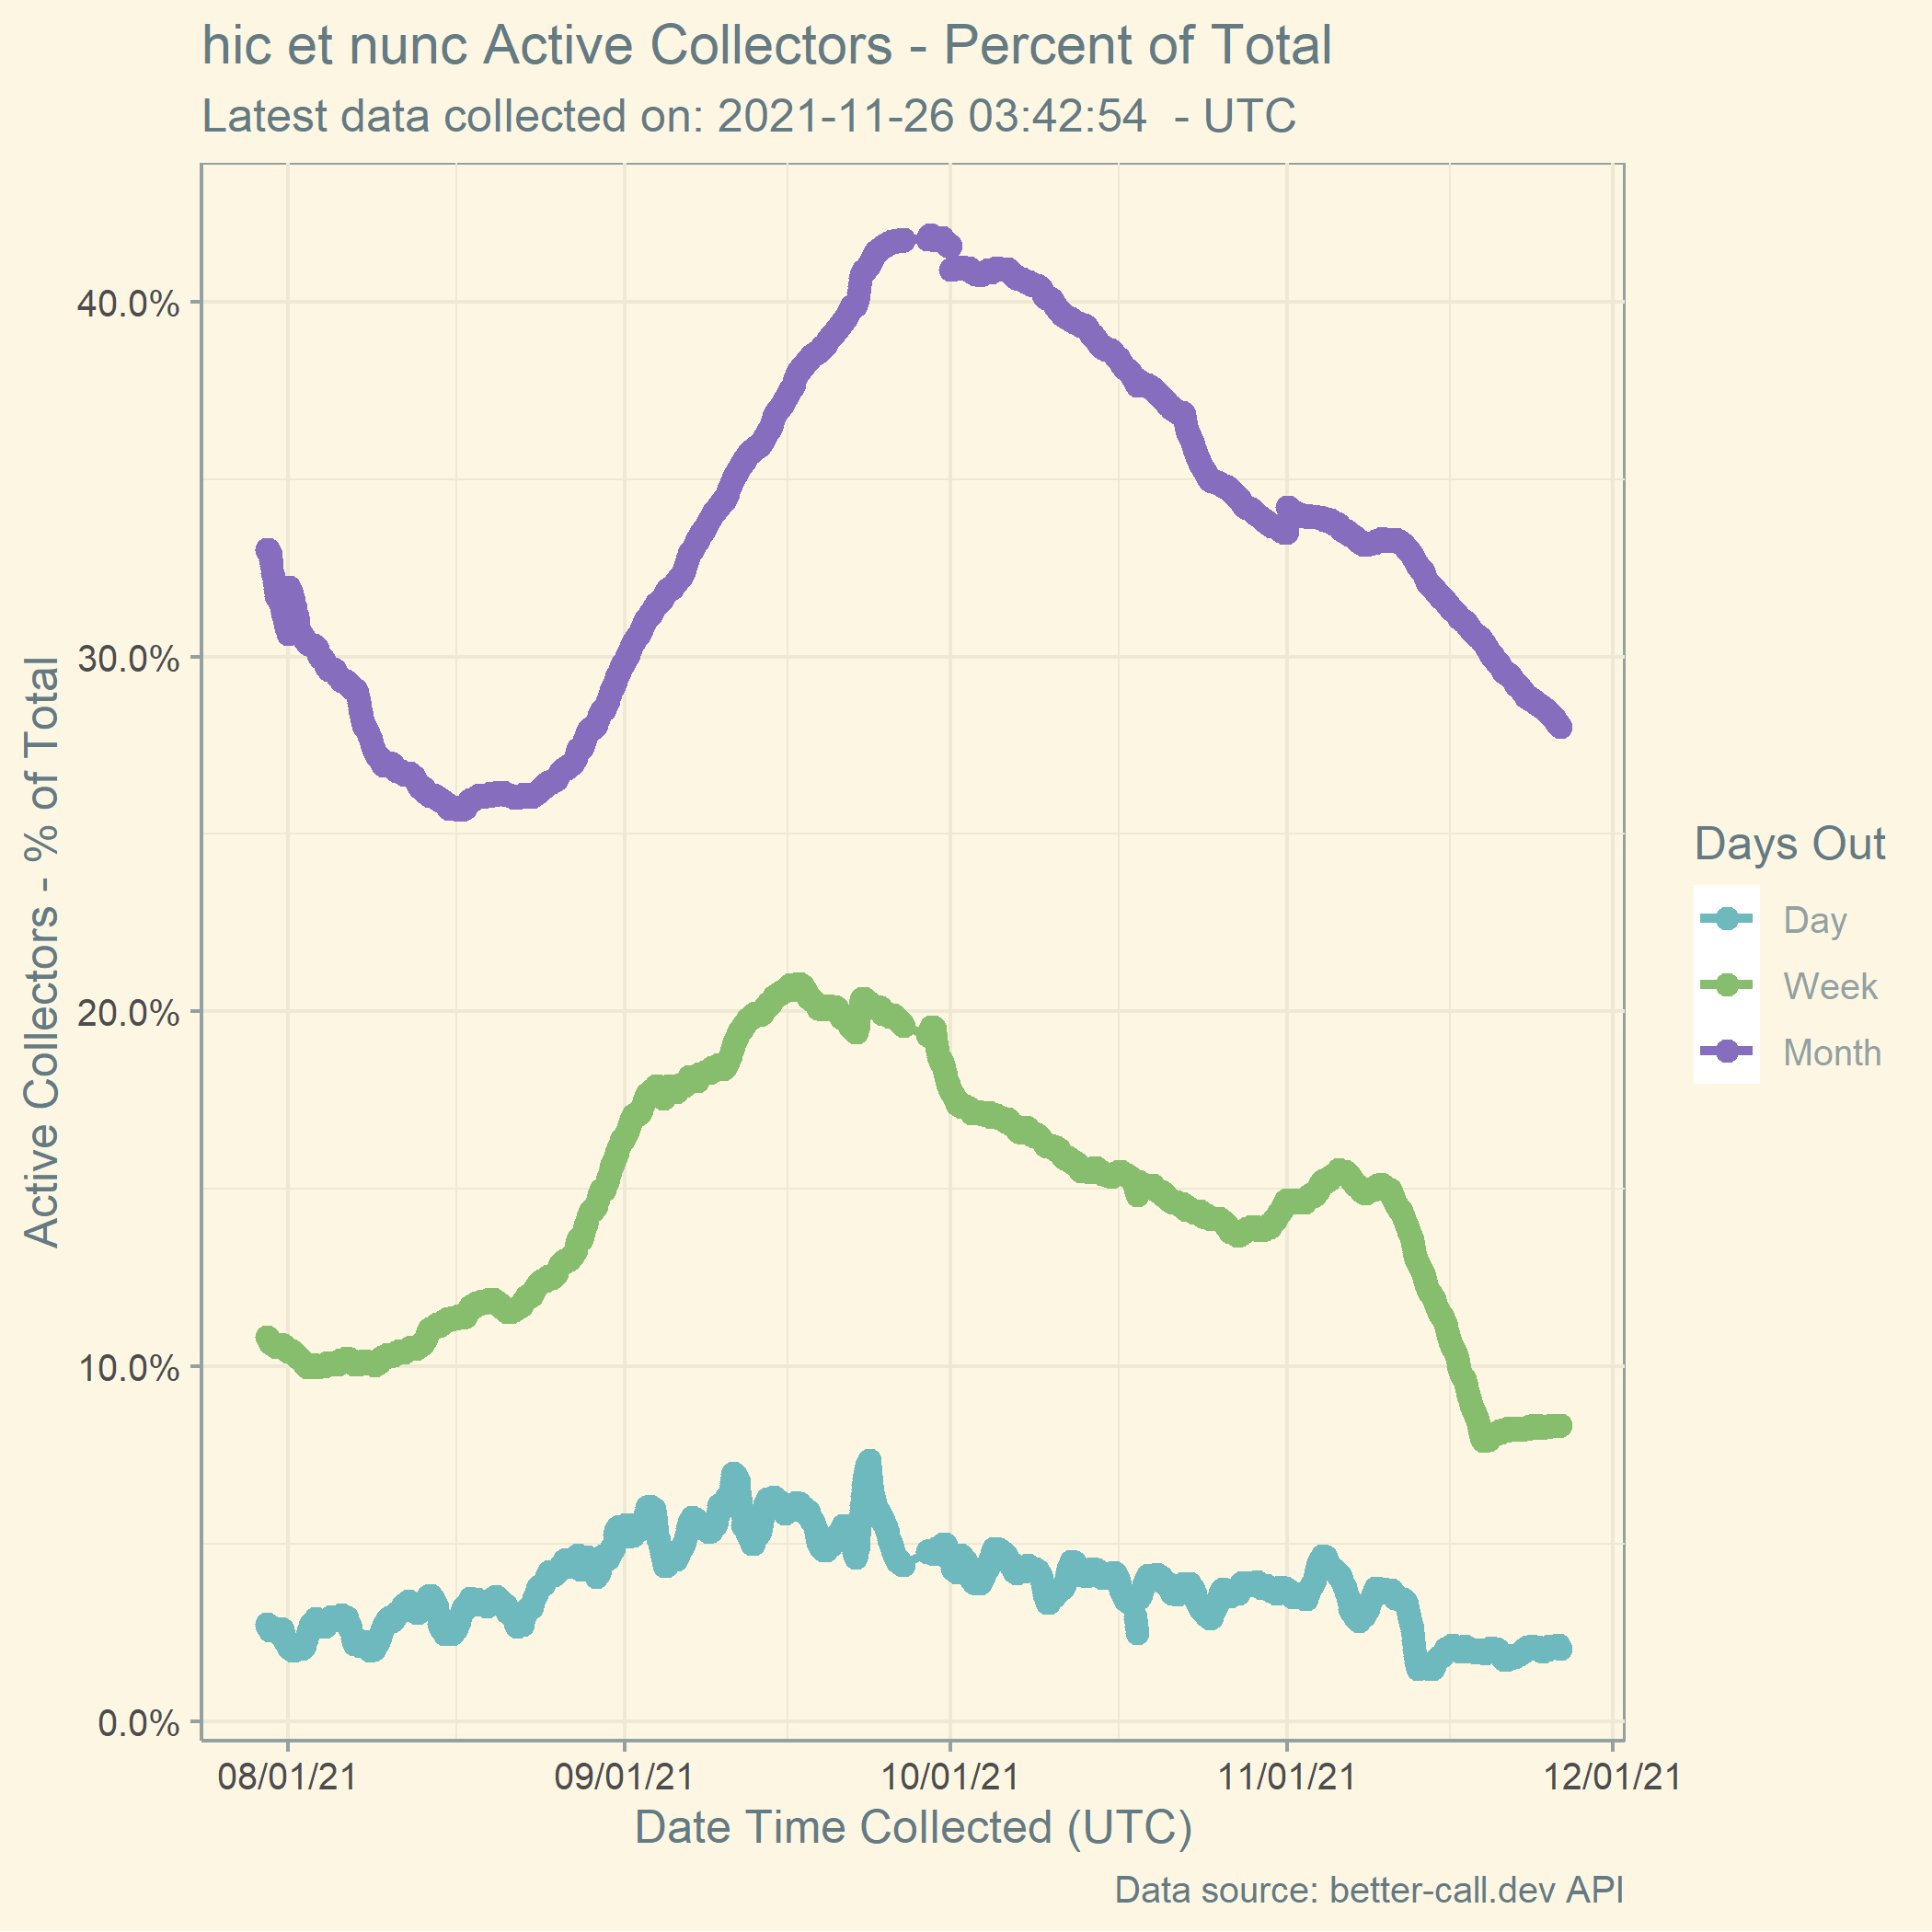 hic et nunc Active Collectors - Percent of Total
Latest data collected on: 2021-11-26 03:42:54  - UTC
Active Collectors - % of Total
40.0%
30.0%
20.0%
10.0%
0.0%
08/01/21 09/01/21 10/01/21 11/01/21 12/01/21
Date Time Collected (UTC)
Days Out
Day
Week
Month
Data source: better-call.dev API